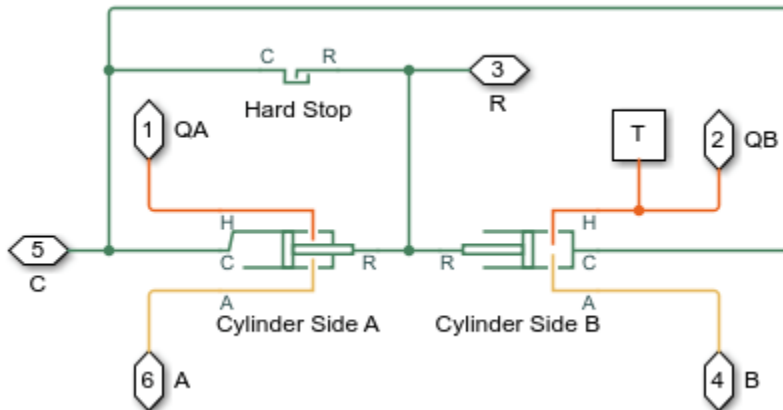 C R
3
Hard Stop
R
1 QA
T
2 QB
H
H
5
C
R
R
C
C
A
Cylinder Side A
Cylinder Side B
A
6 A
4 B